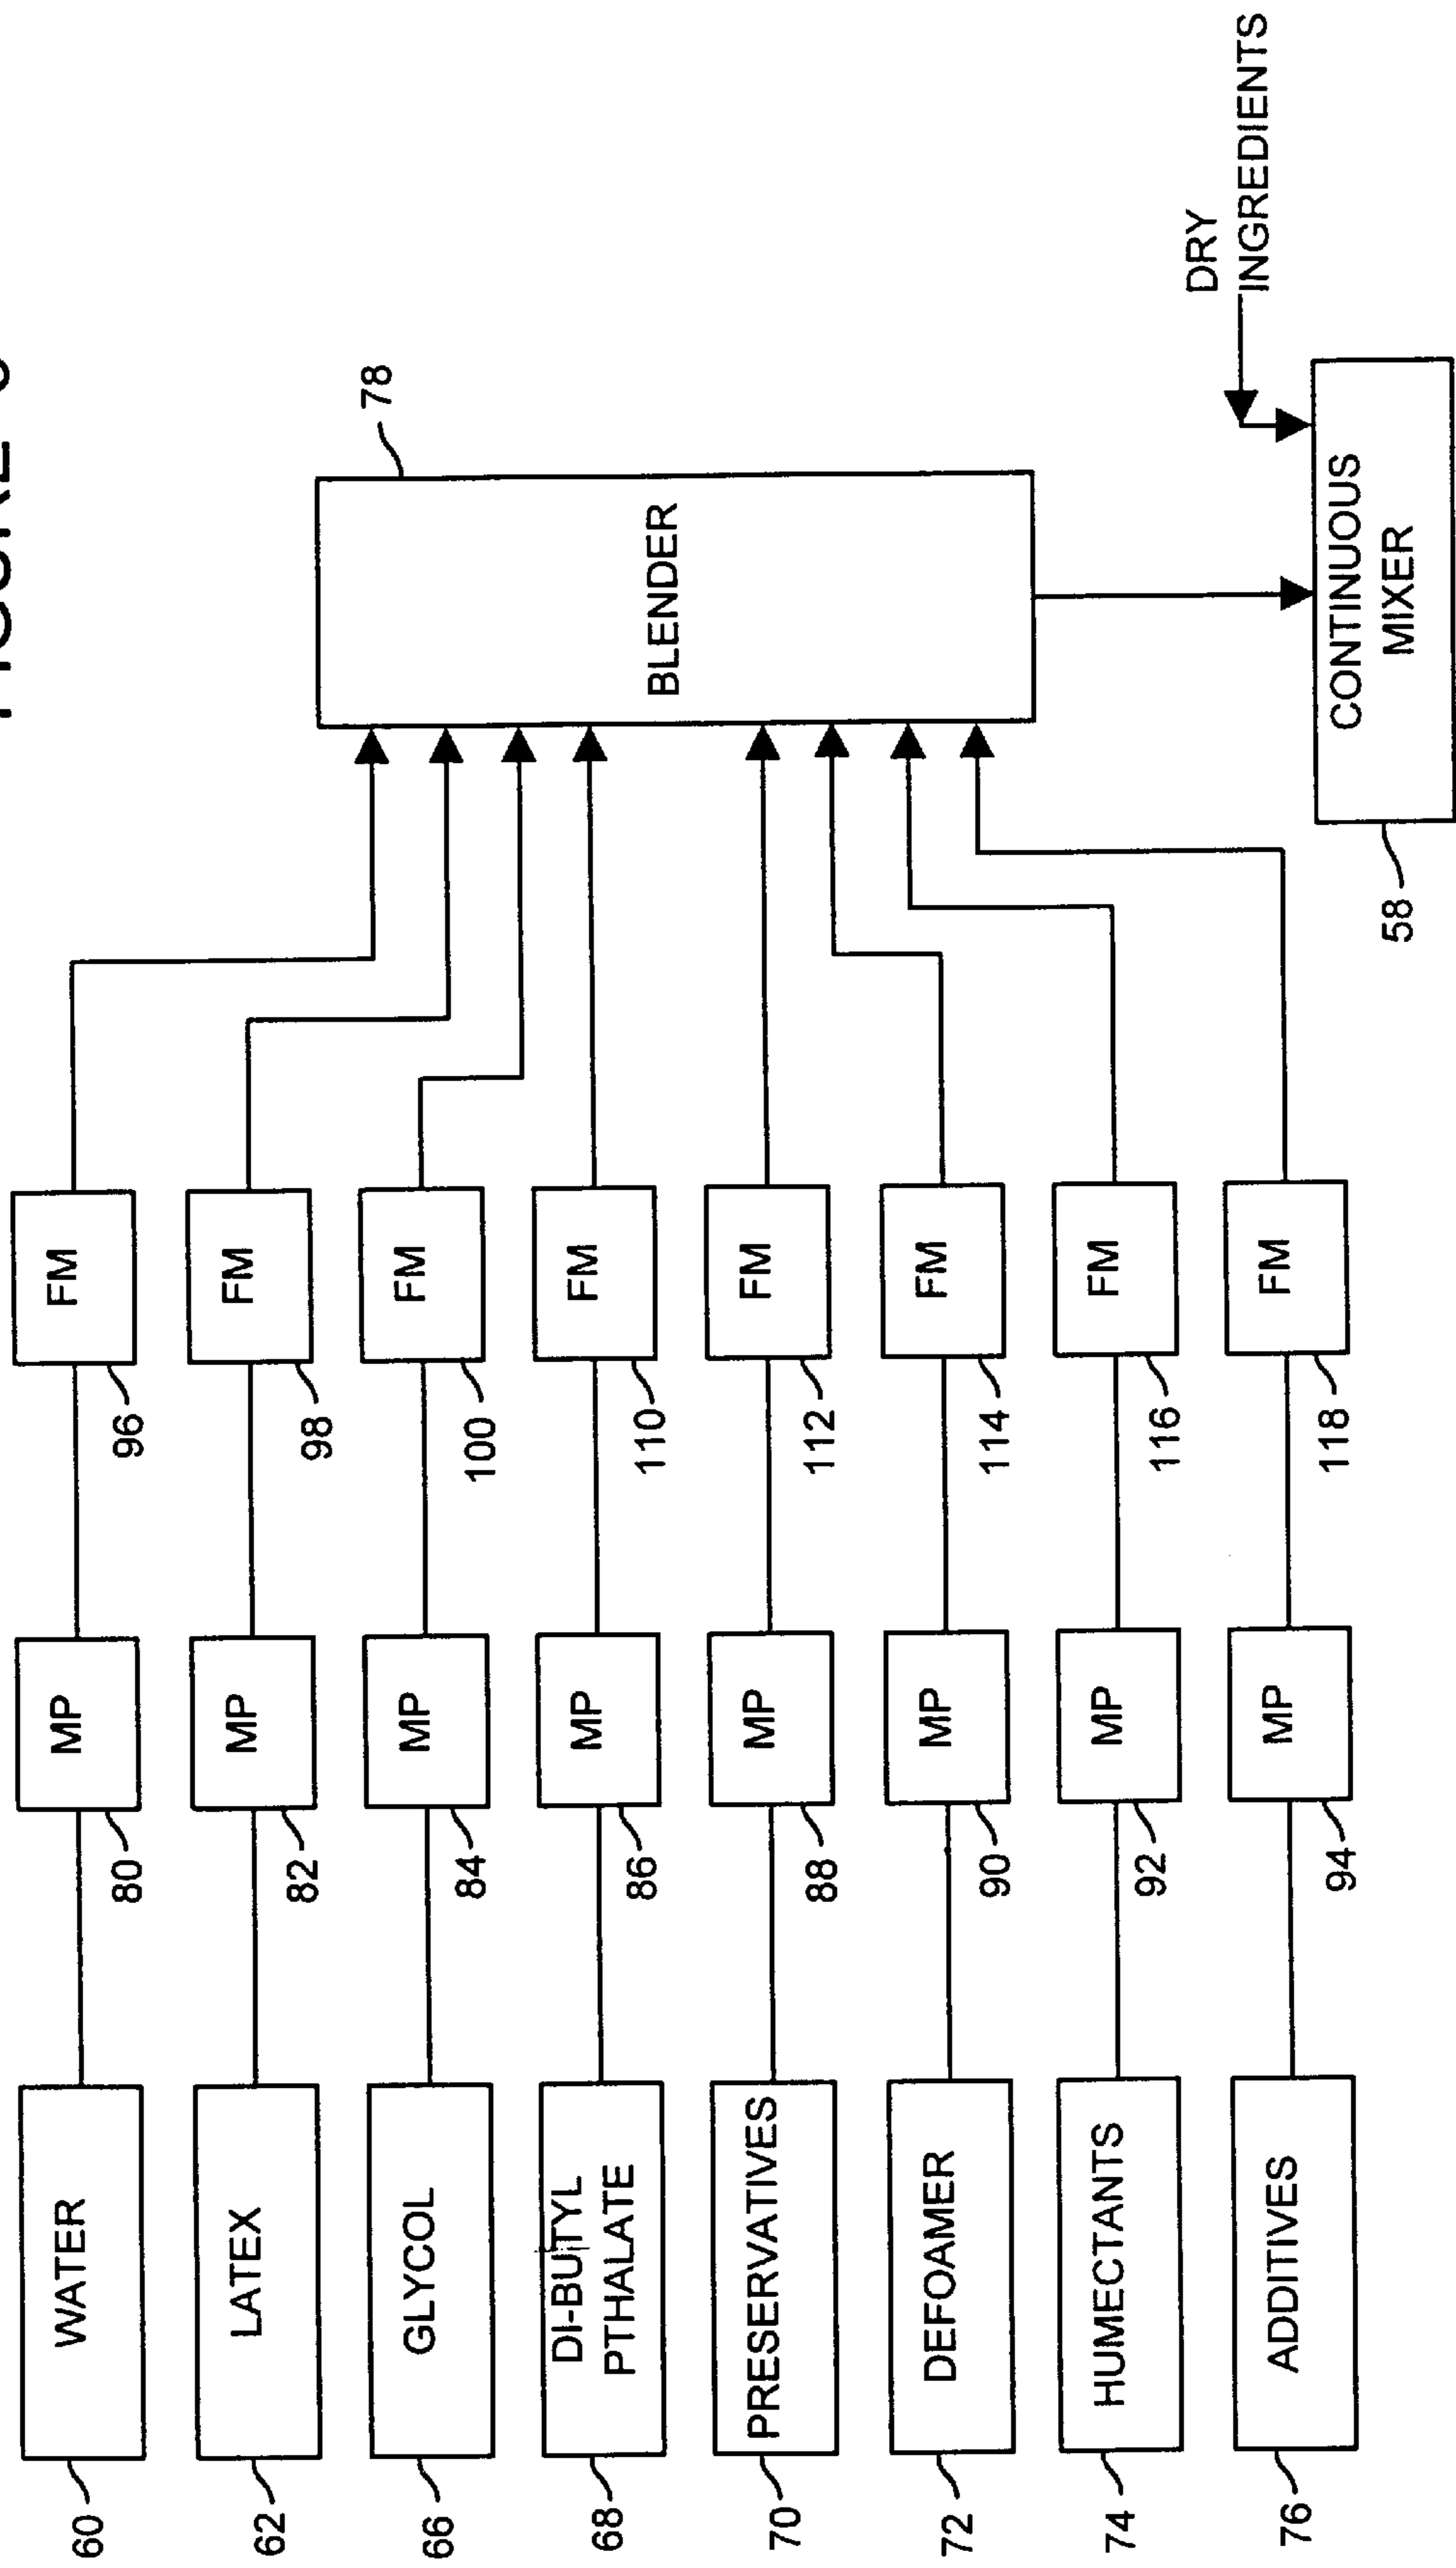 60
WATER
80
MP
96
FM
62
LATEX
82
MP
98
FM
66
GLYCOL
84
MP
100
FM
68
DI-BUTYL
PTHALATE
86
MP
110
FM
70
PRESERVATIVES
88
MP
112
FM
72
DEFOAMER
90
MP
114
FM
74
HUMECTANTS
92
MP
116
FM
76
ADDITIVES
94
MP
118
FM
78
BLENDER
DRY
INGREDIENTS
58
CONTINUOUS
MIXER